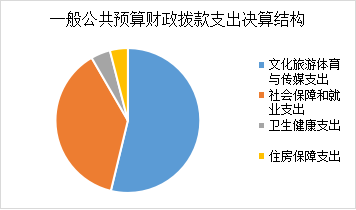 一般公共预算财政拨款支出决算结构
文化旅游体育
与传媒支出
社会保障和就
业支出
卫生健康支出
住房保障支出